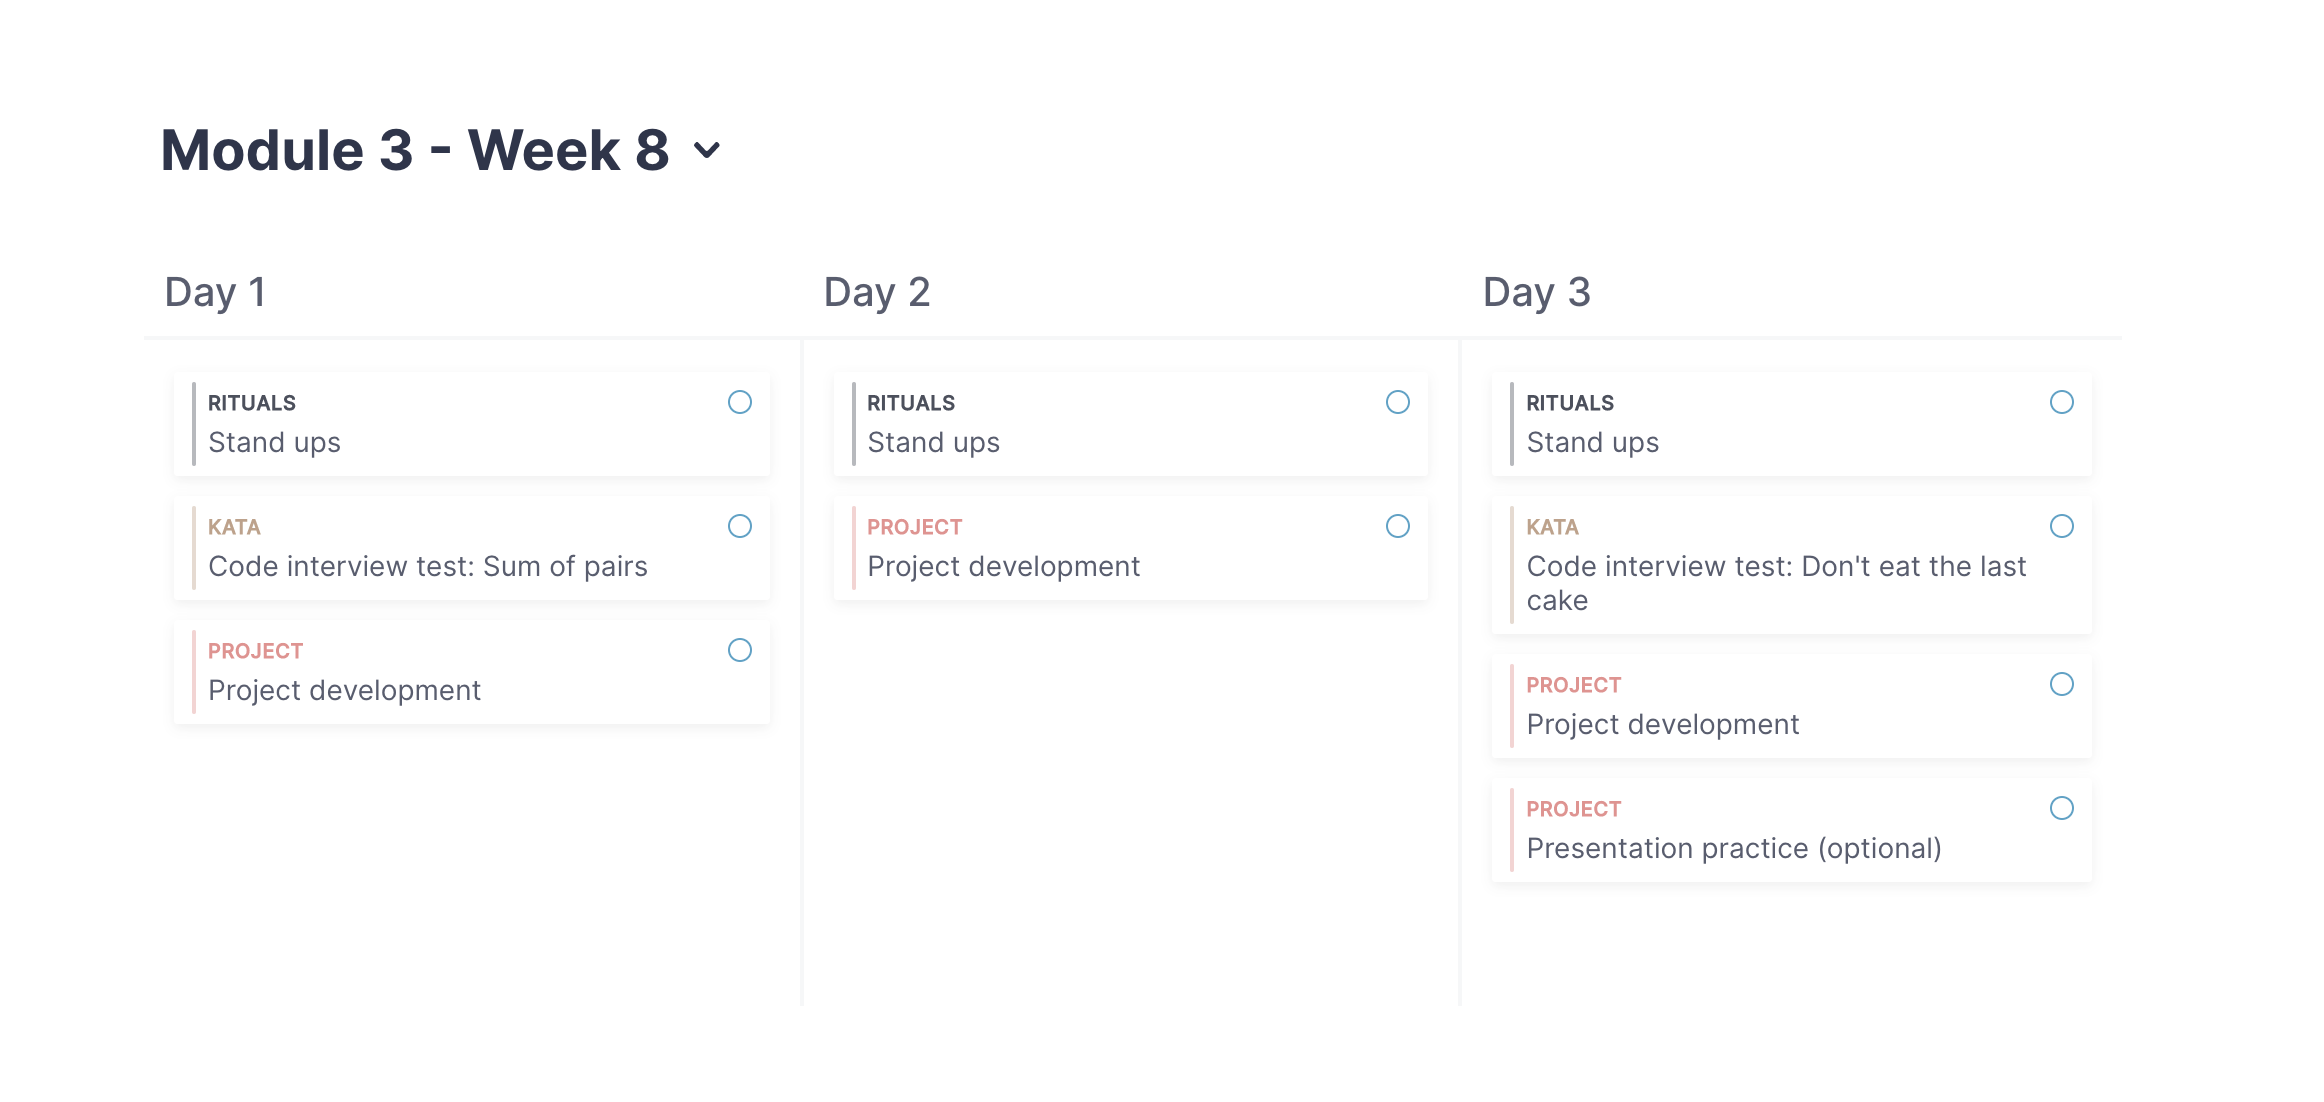 Module 3 - Week 8
Day 1
RITUALS
Stand ups
KATA
Code interview test: Sum of pairs
PROJECT
Project development
Day 2
RITUALS
Stand ups
PROJECT
Project development
Day 3
RITUALS
Stand ups
KATA
Code interview test: Don't eat the last
cake
PROJECT
Project development
PROJECT
Presentation practice (optional)